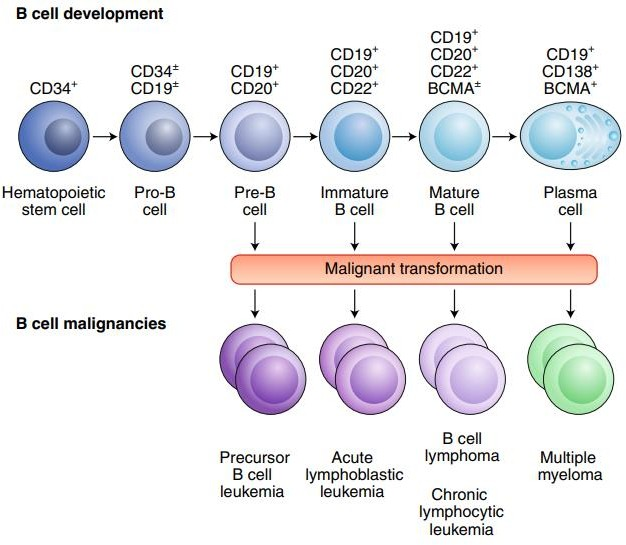 B cell development
CD34⁺
CD34±
CD19±
CD19⁺
CD20⁺
CD19⁺
CD20⁺
CD22⁺
CD19⁺
CD20⁺
CD22⁺
BCMA±
CD19⁺
CD138⁺
BCMA⁺
Hematopoietic
stem cell
Pro-B
cell
Pre-B
cell
Immature
B cell
Mature
B cell
Plasma
cell
Malignant transformation
B cell malignancies
Precursor
B cell
leukemia
Acute
lymphoblastic
leukemia
B cell
lymphoma
Chronic
lymphocytic
leukemia
Multiple
myeloma